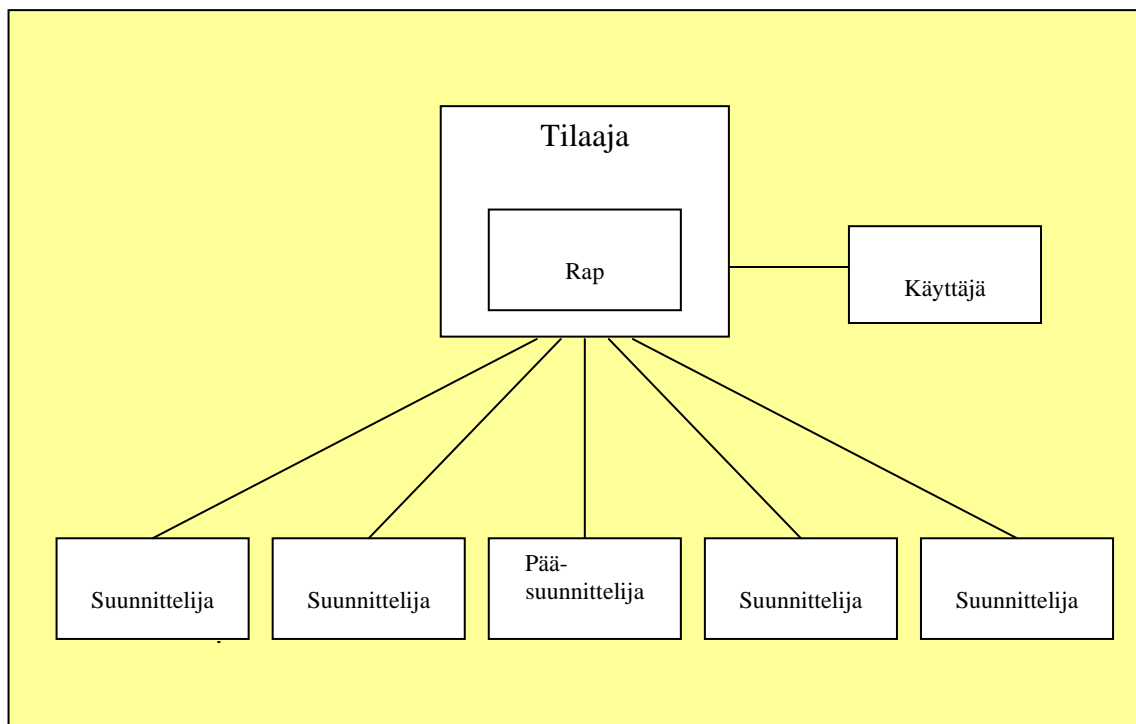 Tilaaja
Rap
Käyttäjä
Suunnittelija
Suunnittelija
Pää-
suunnittelija
Suunnittelija
Suunnittelija